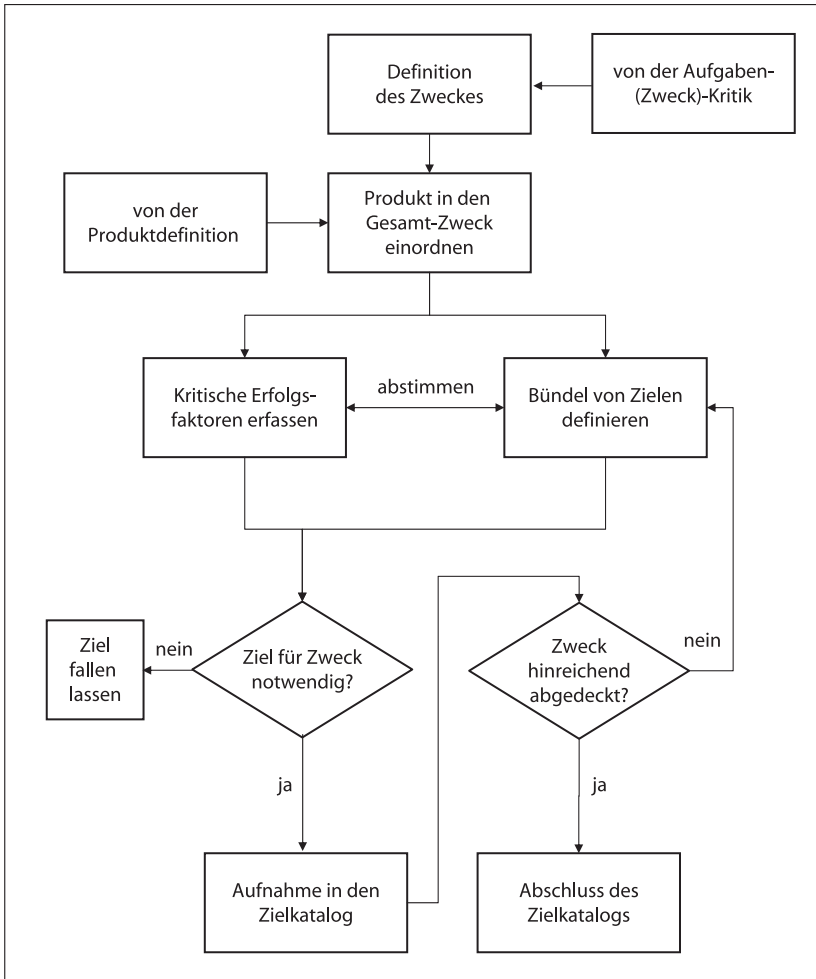 Definition
des Zweckes
von der Aufgaben-
(Zweck)-Kritik
von der
Produktdefinition
Produkt in den
Gesamt-Zweck
einordnen
Kritische Erfolgs-
faktoren erfassen
abstimmen
Bündel von Zielen
definieren
Ziel
fallen
lassen
nein
Ziel für Zweck
notwendig?
Zweck
hinreichend
abgedeckt?
nein
ja
ja
Aufnahme in den
Zielkatalog
Abschluss des
Zielkatalogs